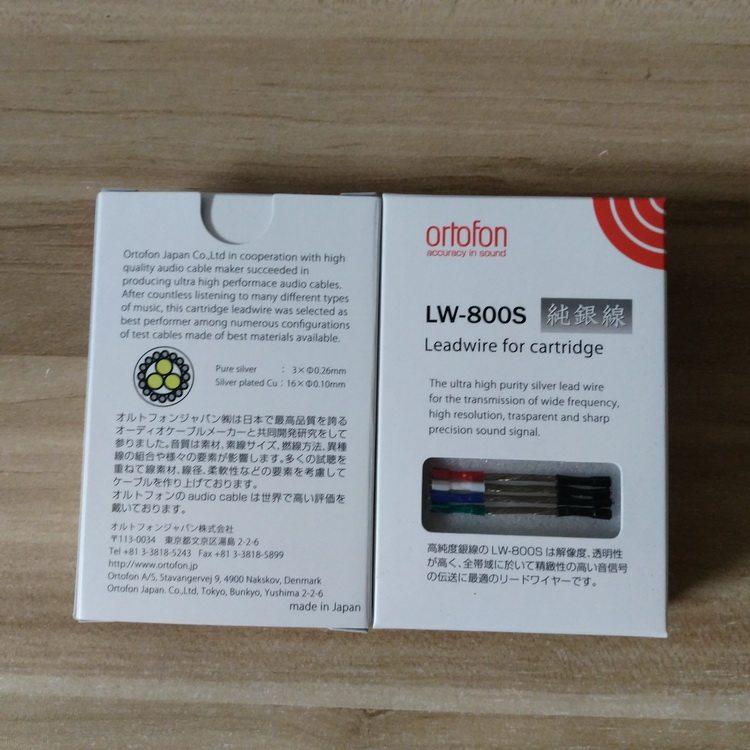 Ortofon Japan Co.,Ltd in cooperation with high
quality audio cable maker succeeded in
producing ultra high performace audio cables.
After countless listening to many different types
of music, this cartridge leadwire was selected as
best performer among numerous configurations
of test cables made of best materials available.
Pure silver : 3×Φ0.26mm
Silver plated Cu : 16×Φ0.10mm
オルトフォンジャパン㈱は日本で最高品質を誇る
オーディオケーブルメーカーと共同開発研究をして
参りました。音質は素材、素線サイズ、撚線方法、異種
線の組合や様々の要素が影響します。多くの試聴を
重ねて線素材、線径、柔軟性などの要素を考慮して
ケーブルを作り上げております。
オルトフォンのaudio cableは世界で高い評価を
戴いております。
オルトフォンジャパン株式会社
〒113-0034 東京都文京区湯島 2-2-6
Tel +81 3-3818-5243 Fax +81 3-3818-5899
http://www.ortofon.jp
Ortofon A/S, Stavangervej 9, 4900 Nakskov, Denmark
Ortofon Japan. Co.,Ltd, Tokyo, Bunkyo, Yushima 2-2-6
made in Japan
ortofon
accuracy in sound
LW-800S 純銀線
Leadwire for cartridge
The ultra high purity silver lead wire
for the transmission of wide frequency,
high resolution, trasparent and sharp
precision sound signal.
高純度銀線の LW-800S は解像度、透明性
が高く、全帯域に於いて精緻性の高い音信号
の伝送に最適のリードワイヤーです。